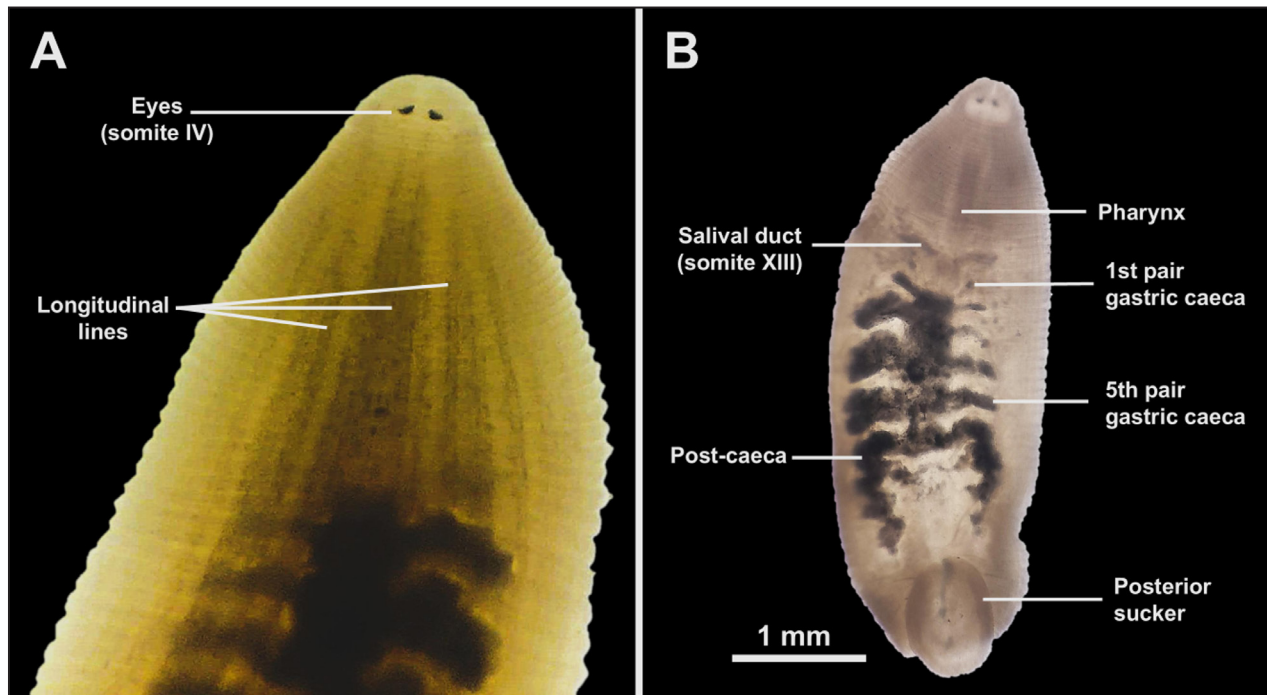 A
Eyes
(somite IV)
Longitudinal
lines
B
Pharynx
Salival duct
(somite XIII)
1st pair
gastric caeca
5th pair
gastric caeca
Post-caeca
Posterior
sucker
1 mm